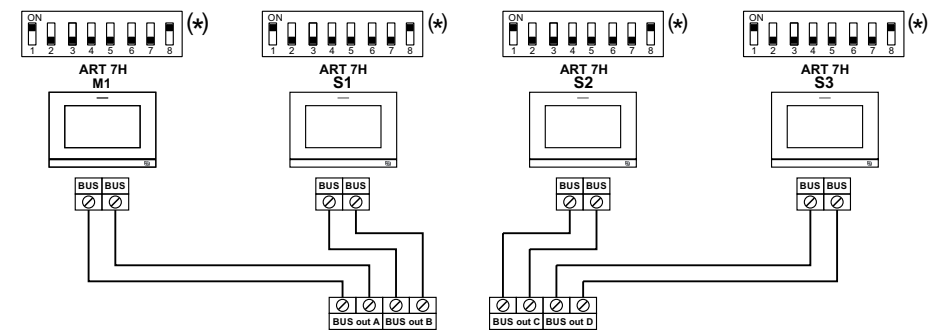 ON
1 2 3 4 5 6 7 8
(*)
ART 7H
M1
BUS BUS
ON
1 2 3 4 5 6 7 8
(*)
ART 7H
S1
BUS BUS
ON
1 2 3 4 5 6 7 8
(*)
ART 7H
S2
BUS BUS
ON
1 2 3 4 5 6 7 8
(*)
ART 7H
S3
BUS BUS
BUS out A BUS out B
BUS out C BUS out D